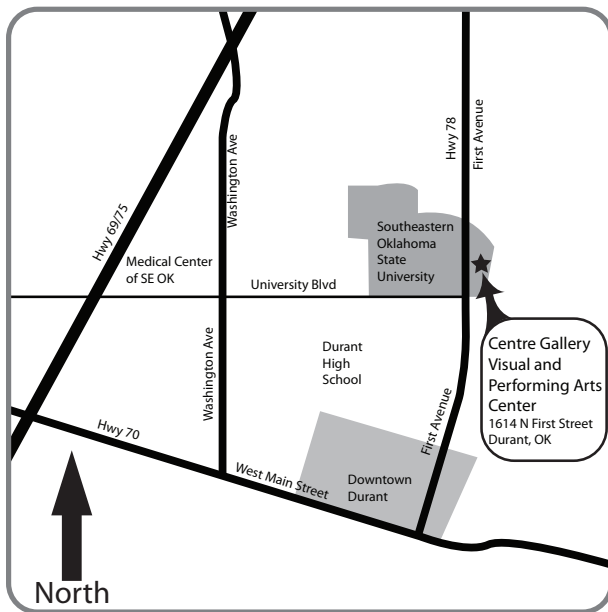 Hwy 78
First Avenue
Washington Ave
Hwy 69/75
Southeastern
Oklahoma
State
University
Medical Center
of SE OK
University Blvd
Centre Gallery
Visual and
Performing Arts
Center
1614 N First Street
Durant, OK
Durant
High
School
Washington Ave
First Avenue
Hwy 70
West Main Street
Downtown
Durant
North